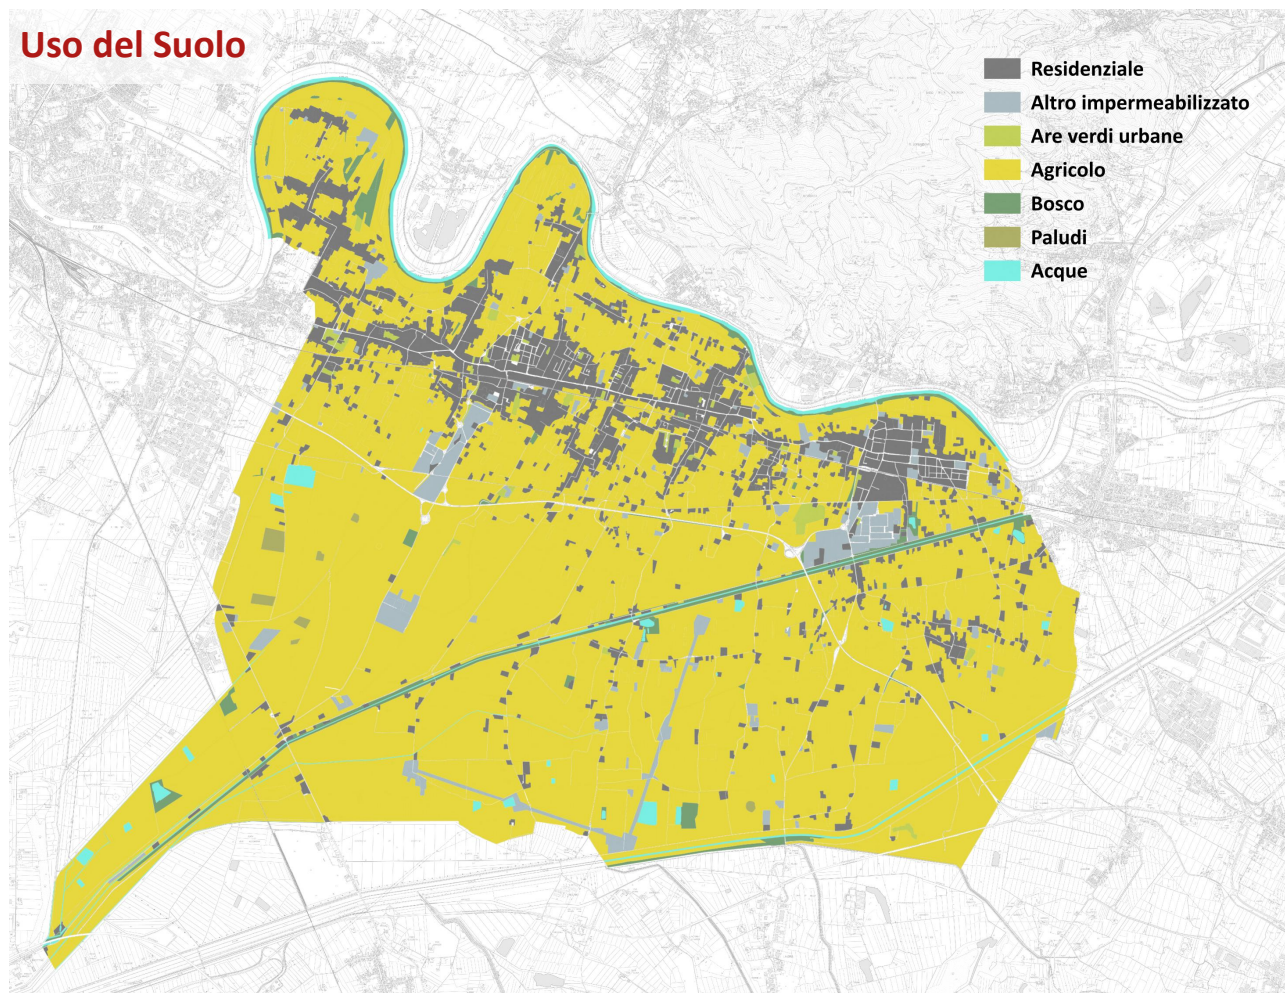 Uso del Suolo
Residenziale
Altro impermeabilizzato
Are verdi urbane
Agricolo
Bosco
Paludi
Acque